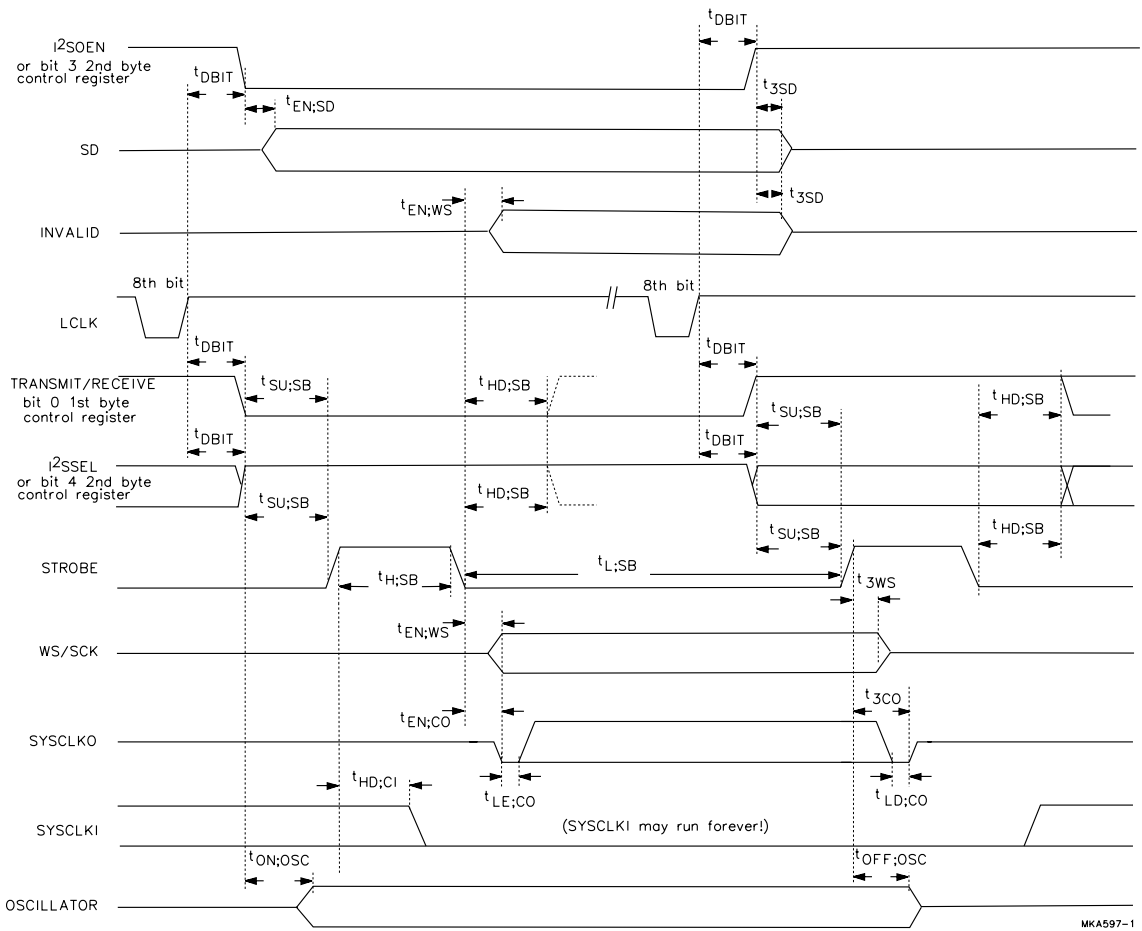 tDBIT
I²SOEN
or bit 3 2nd byte
control register
tDBIT
tEN;SD
t3SD
SD
t3SD
tEN;WS
INVALID
8th bit
8th bit
LCLK
tDBIT
tDBIT
TRANSMIT/RECEIVE
bit 0 1st byte
control register
tSU;SB
tHD;SB
tHD;SB
tSU;SB
tDBIT
tDBIT
I²SSEL
or bit 4 2nd byte
control register
tSU;SB
tHD;SB
tHD;SB
tSU;SB
STROBE
tH;SB
tL;SB
t3WS
tEN;WS
WS/SCK
t3CO
tEN;CO
SYSCLKO
tHD;CI
tLE;CO
tLD;CO
SYSCLKI
(SYSCLKI may run forever!)
tON;OSC
tOFF;OSC
OSCILLATOR
MKA597-1